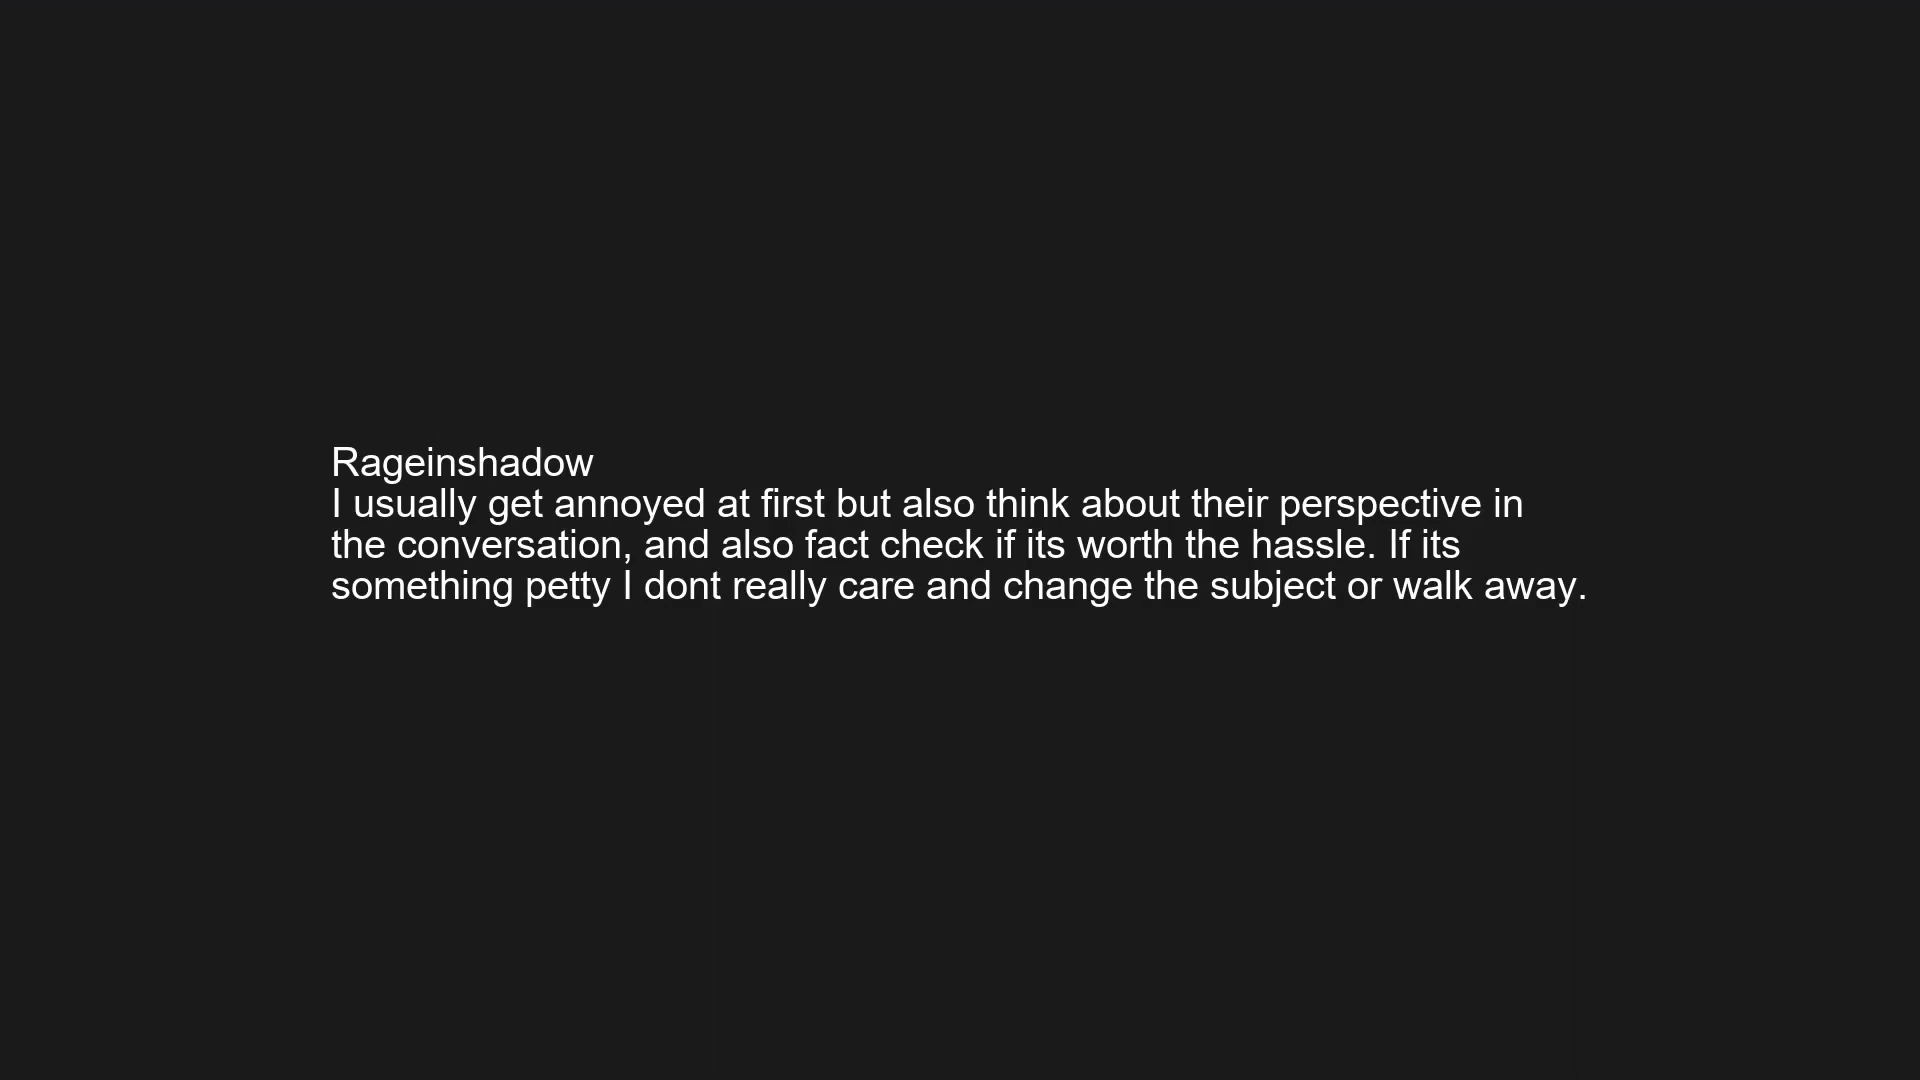 Rageinshadow
I usually get annoyed at first but also think about their perspective in
the conversation, and also fact check if its worth the hassle. If its
something petty I dont really care and change the subject or walk away.